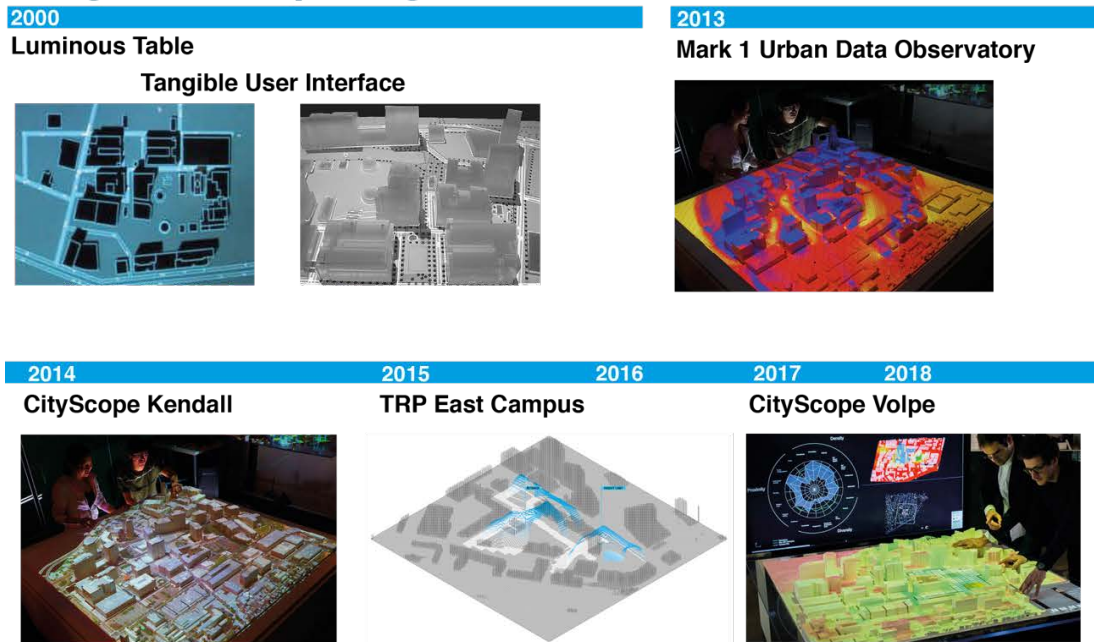 2000
Luminous Table
Tangible User Interface
2013
Mark 1 Urban Data Observatory
2014
2015
2016
2017
2018
CityScope Kendall
TRP East Campus
CityScope Volpe
Density
Diversity